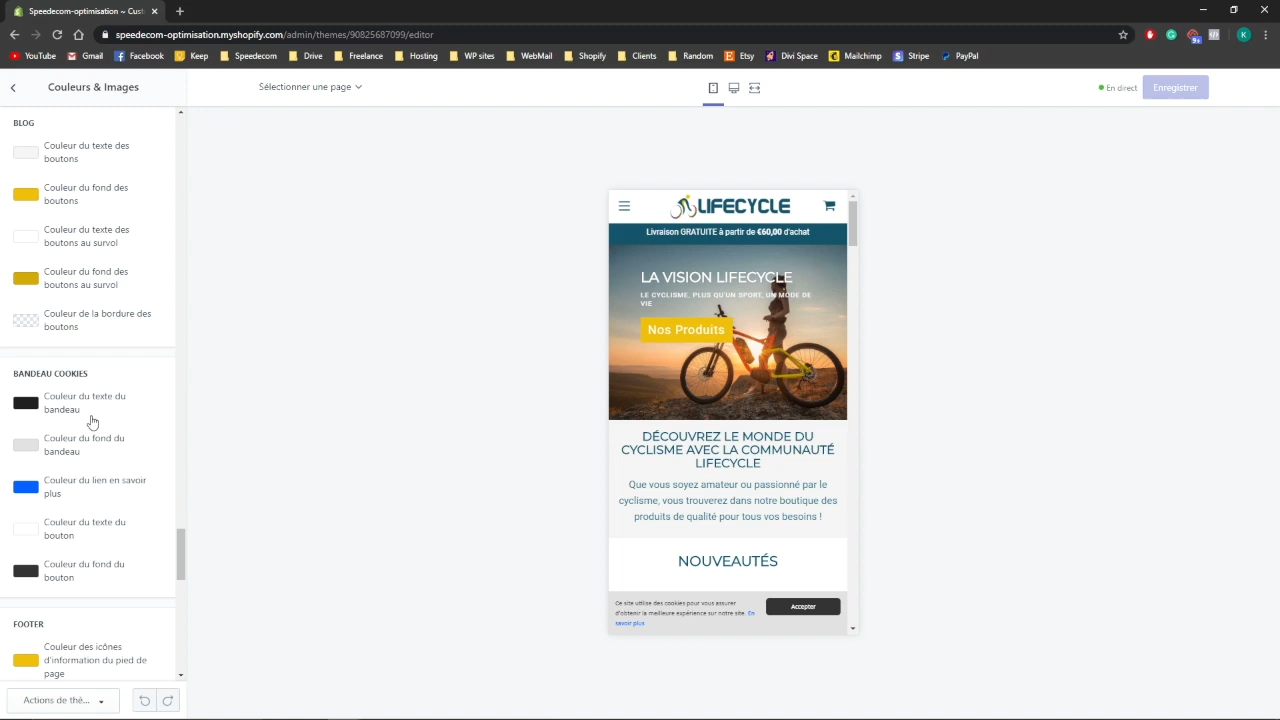 Speedecom-optimisation ~ Cust
speedecom-optimisation.myshopify.com/admin/themes/90825687099/editor
YouTube
Gmail
Facebook
Keep
Speedecom
Drive
Freelance
Hosting
WP sites
WebMail
Shopify
Clients
Random
Etsy
Divi Space
Mailchimp
Stripe
PayPal
K
Couleurs & Images
Sélectionner une page
En direct
Enregistrer
BLOG
Couleur du texte des
boutons
Couleur du fond des
boutons
Couleur du texte des
boutons au survol
Couleur du fond des
boutons au survol
Couleur de la bordure des
boutons
BANDEAU COOKIES
Couleur du texte du
bandeau
Couleur du fond du
bandeau
Couleur du lien en savoir
plus
Couleur du texte du
bouton
Couleur du fond du
bouton
FOOTER
Couleur des icônes
d'information du pied de
page
Actions de thé...
LIFECYCLE
Livraison GRATUITE à partir de €60,00 d'achat
LA VISION LIFECYCLE
LE CYCLISME, PLUS QU'UN SPORT, UN MODE DE
VIE
Nos Produits
DÉCOUVREZ LE MONDE DU
CYCLISME AVEC LA COMMUNAUTÉ
LIFECYCLE
Que vous soyez amateur ou passionné par le
cyclisme, vous trouverez dans notre boutique des
produits de qualité pour tous vos besoins !
NOUVEAUTÉS
Ce site utilise des cookies pour vous assurer
d'obtenir la meilleure expérience sur notre site. En
savoir plus
Accepter